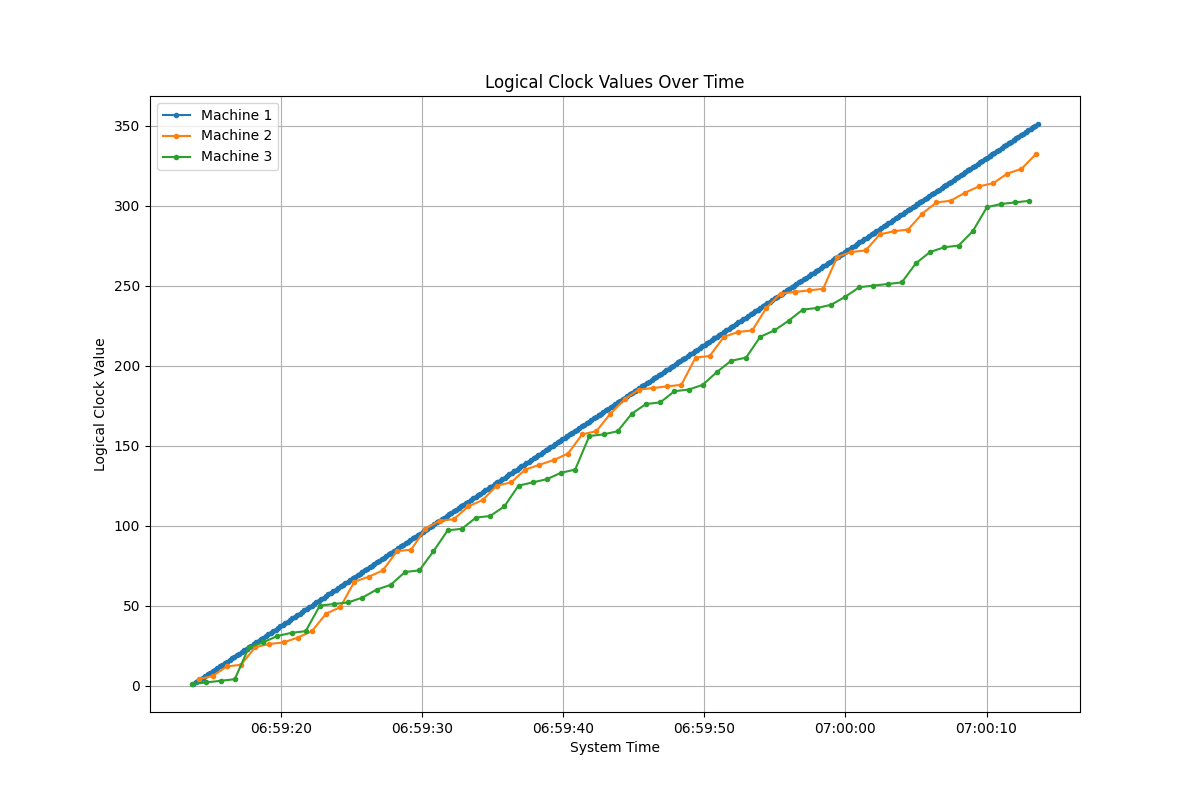 Logical Clock Values Over Time
Machine 1
Machine 2
Machine 3
350
300
250
200
150
100
50
0
Logical Clock Value
06:59:20 06:59:30 06:59:40 06:59:50 07:00:00 07:00:10
System Time